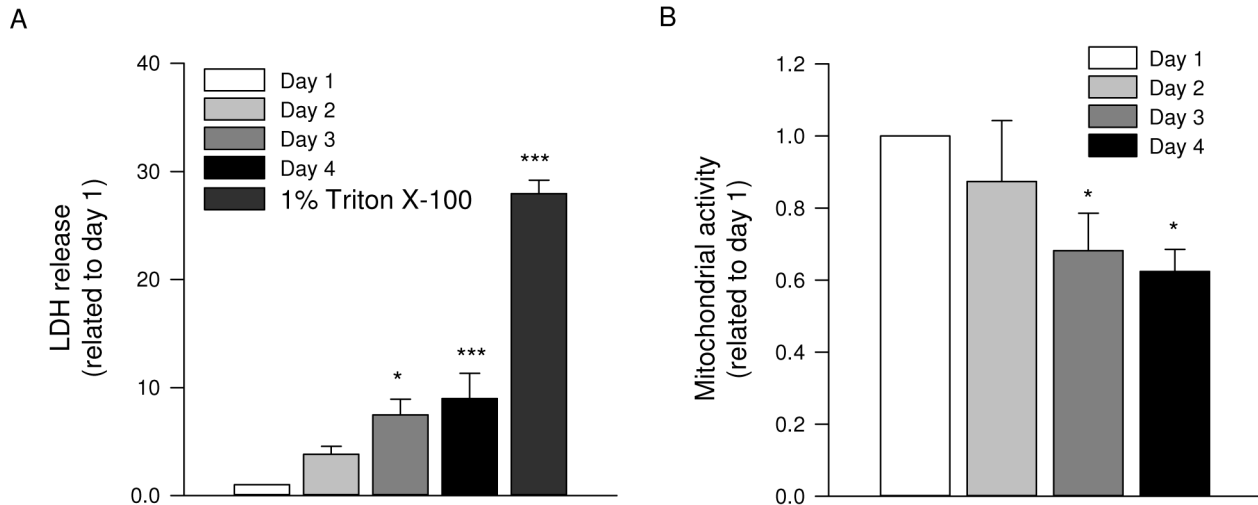 A
LDH release
(related to day 1)
40
30
20
10
0.0
Day 1
Day 2
Day 3
Day 4
1% Triton X-100
*
***
***
B
Mitochondrial activity
(related to day 1)
1.2
1.0
0.8
0.6
0.4
0.2
0.0
Day 1
Day 2
Day 3
Day 4
*
*